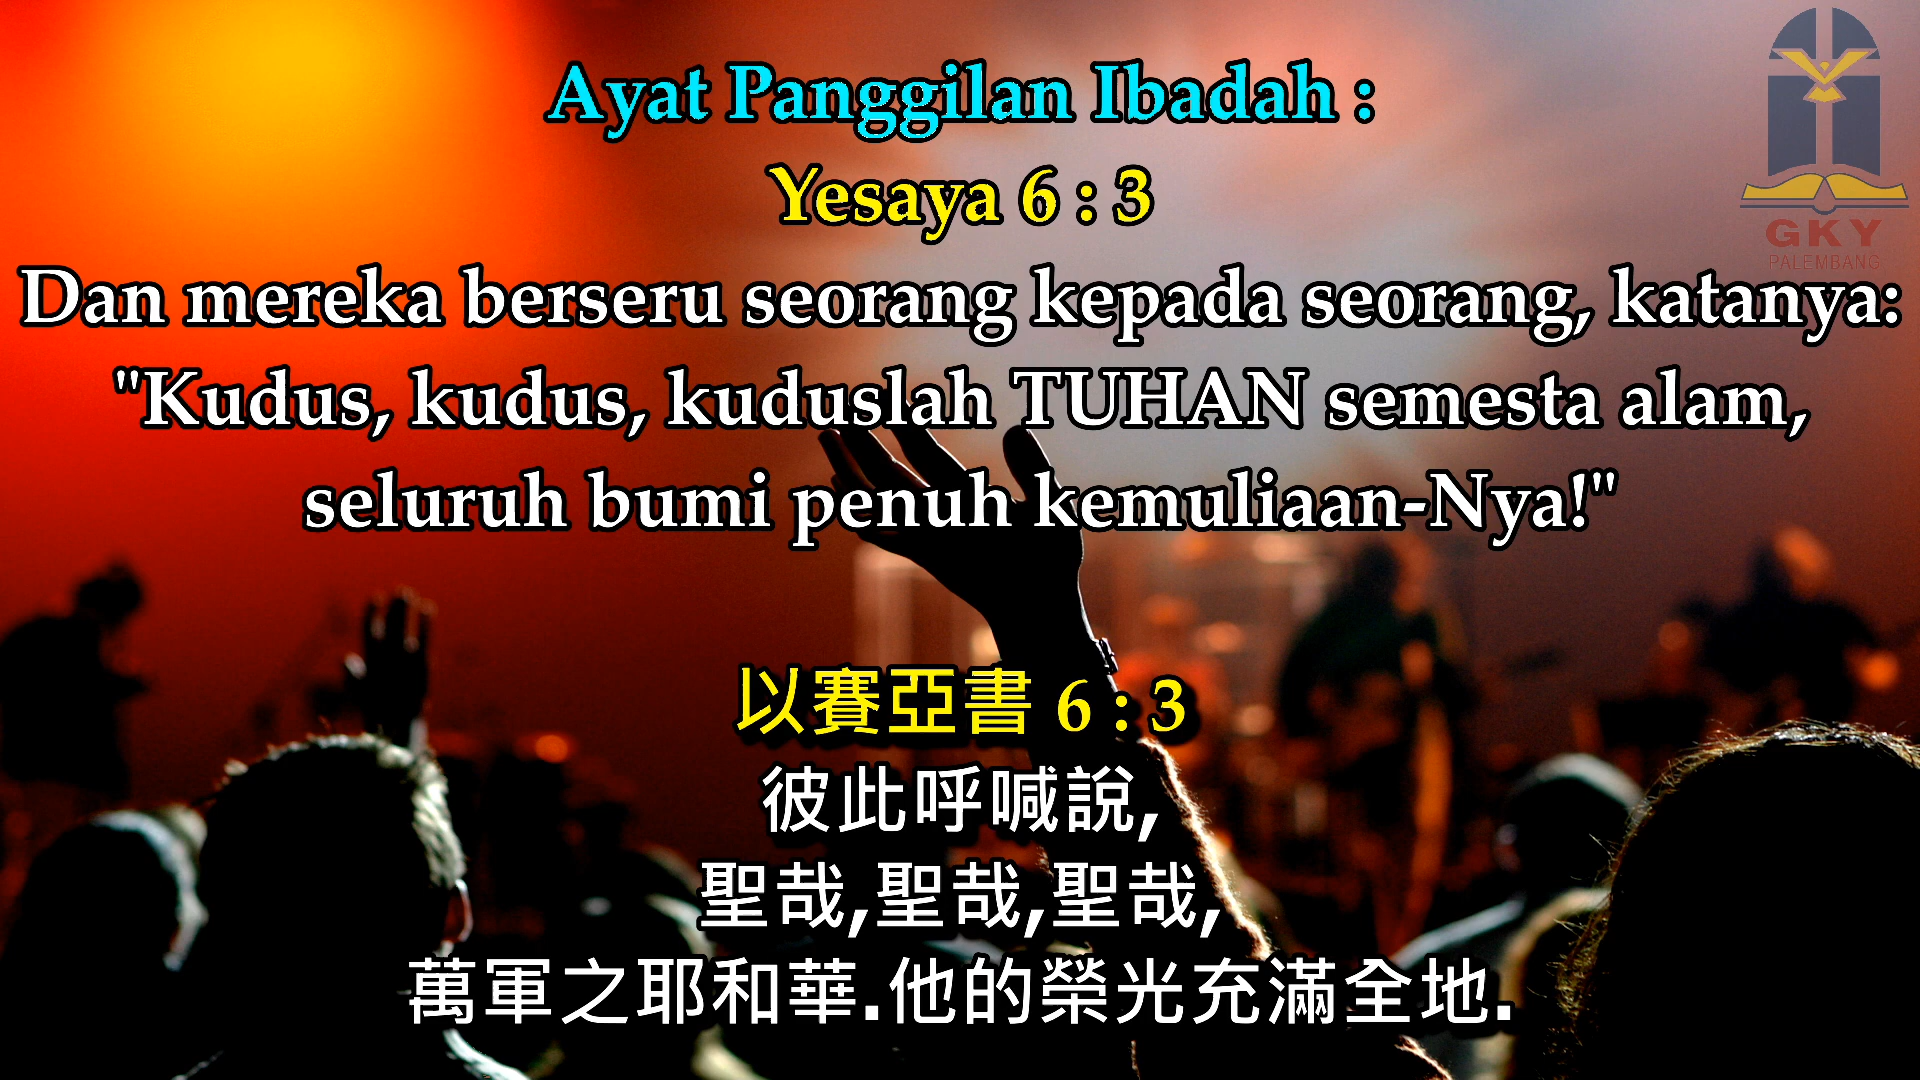 Ayat Panggilan Ibadah :
Yesaya 6 : 3
Dan mereka berseru seorang kepada seorang, katanya:
"Kudus, kudus, kuduslah TUHAN semesta alam,
seluruh bumi penuh kemuliaan-Nya!"
以賽亞書 6 : 3
彼此呼喊說,
聖哉,聖哉,聖哉,
萬軍之耶和華.他的榮光充滿全地.
GKY
PALEMBANG